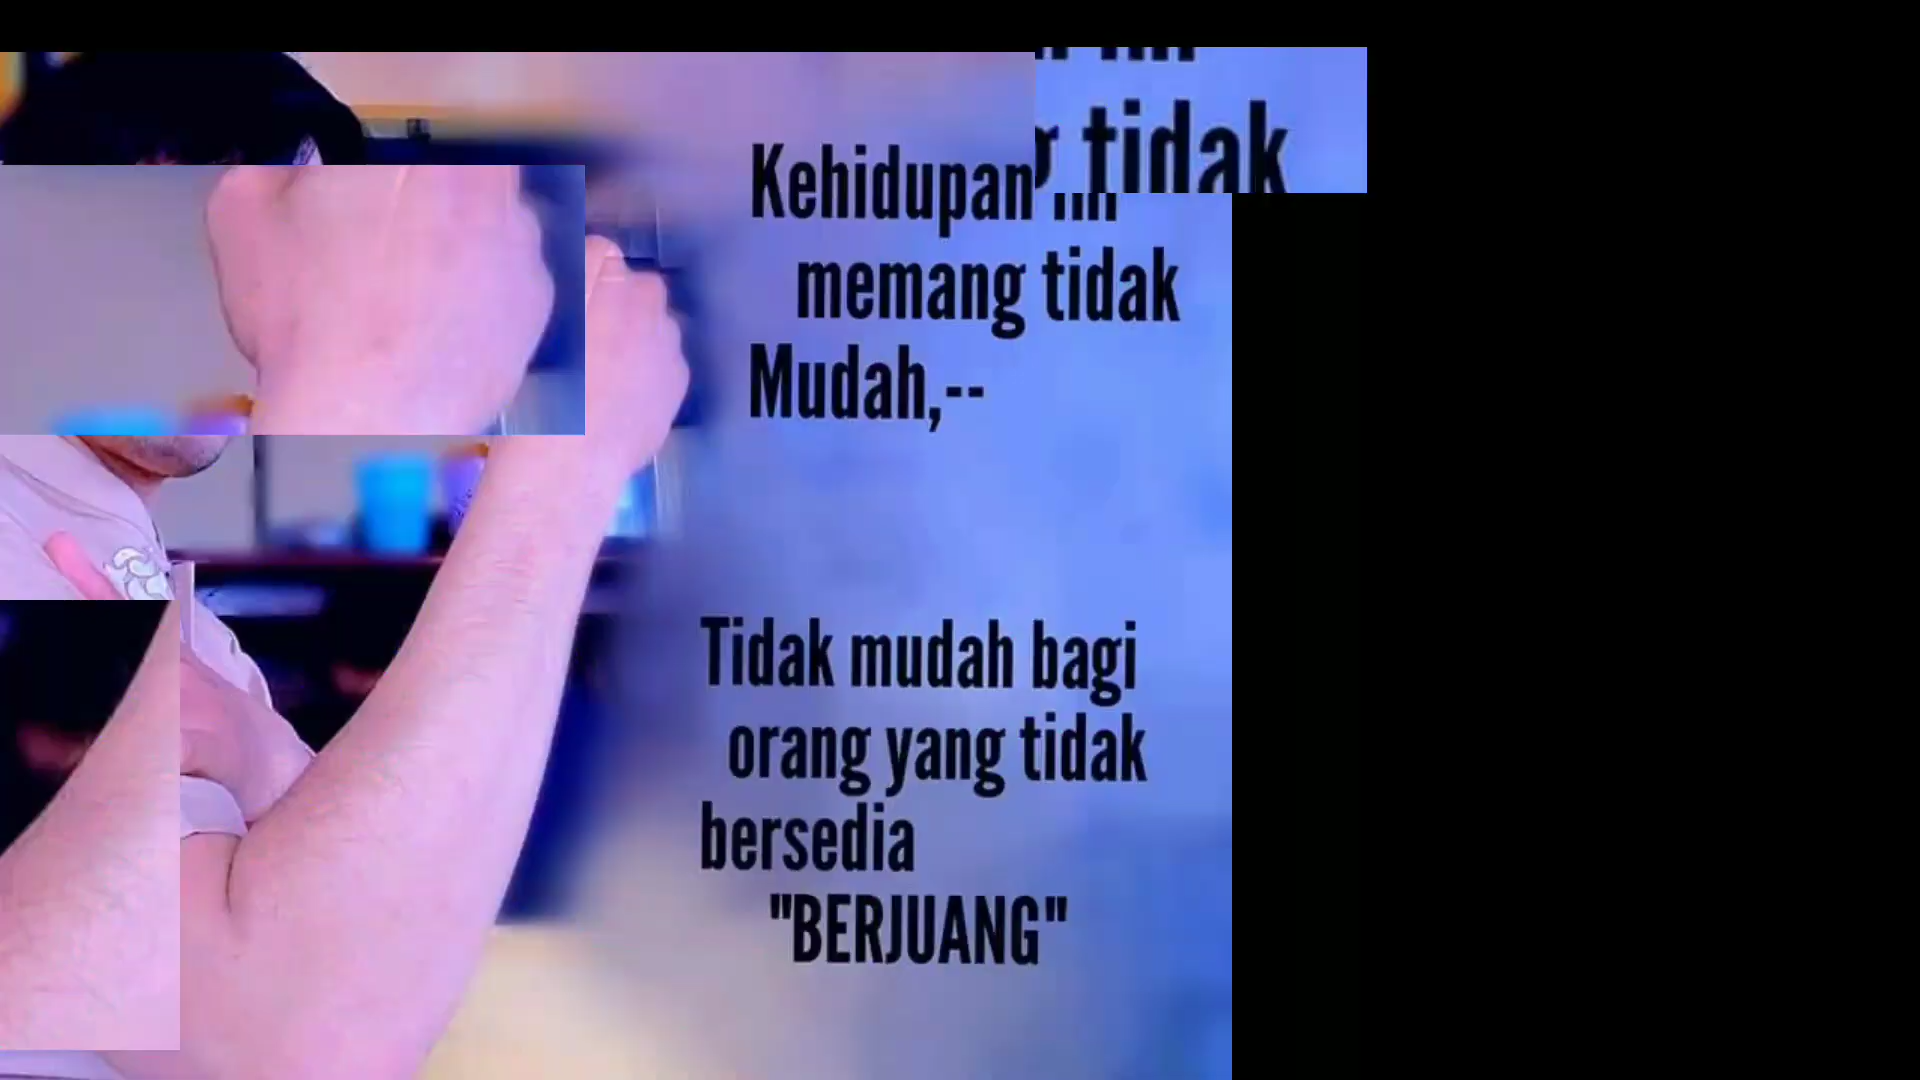 Kehidupan
memang tidak
Mudah,--
Tidak mudah bagi
orang yang tidak
bersedia
"BERJUANG"
tidak